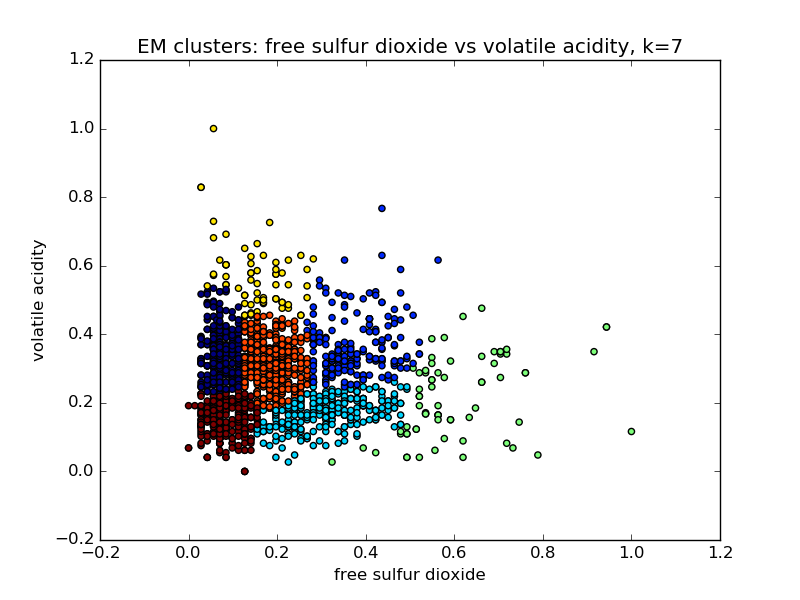 EM clusters: free sulfur dioxide vs volatile acidity, k=7
1.2
1.0
0.8
0.6
0.4
0.2
0.0
−0.2
volatile acidity
−0.2 0.0 0.2 0.4 0.6 0.8 1.0 1.2
free sulfur dioxide